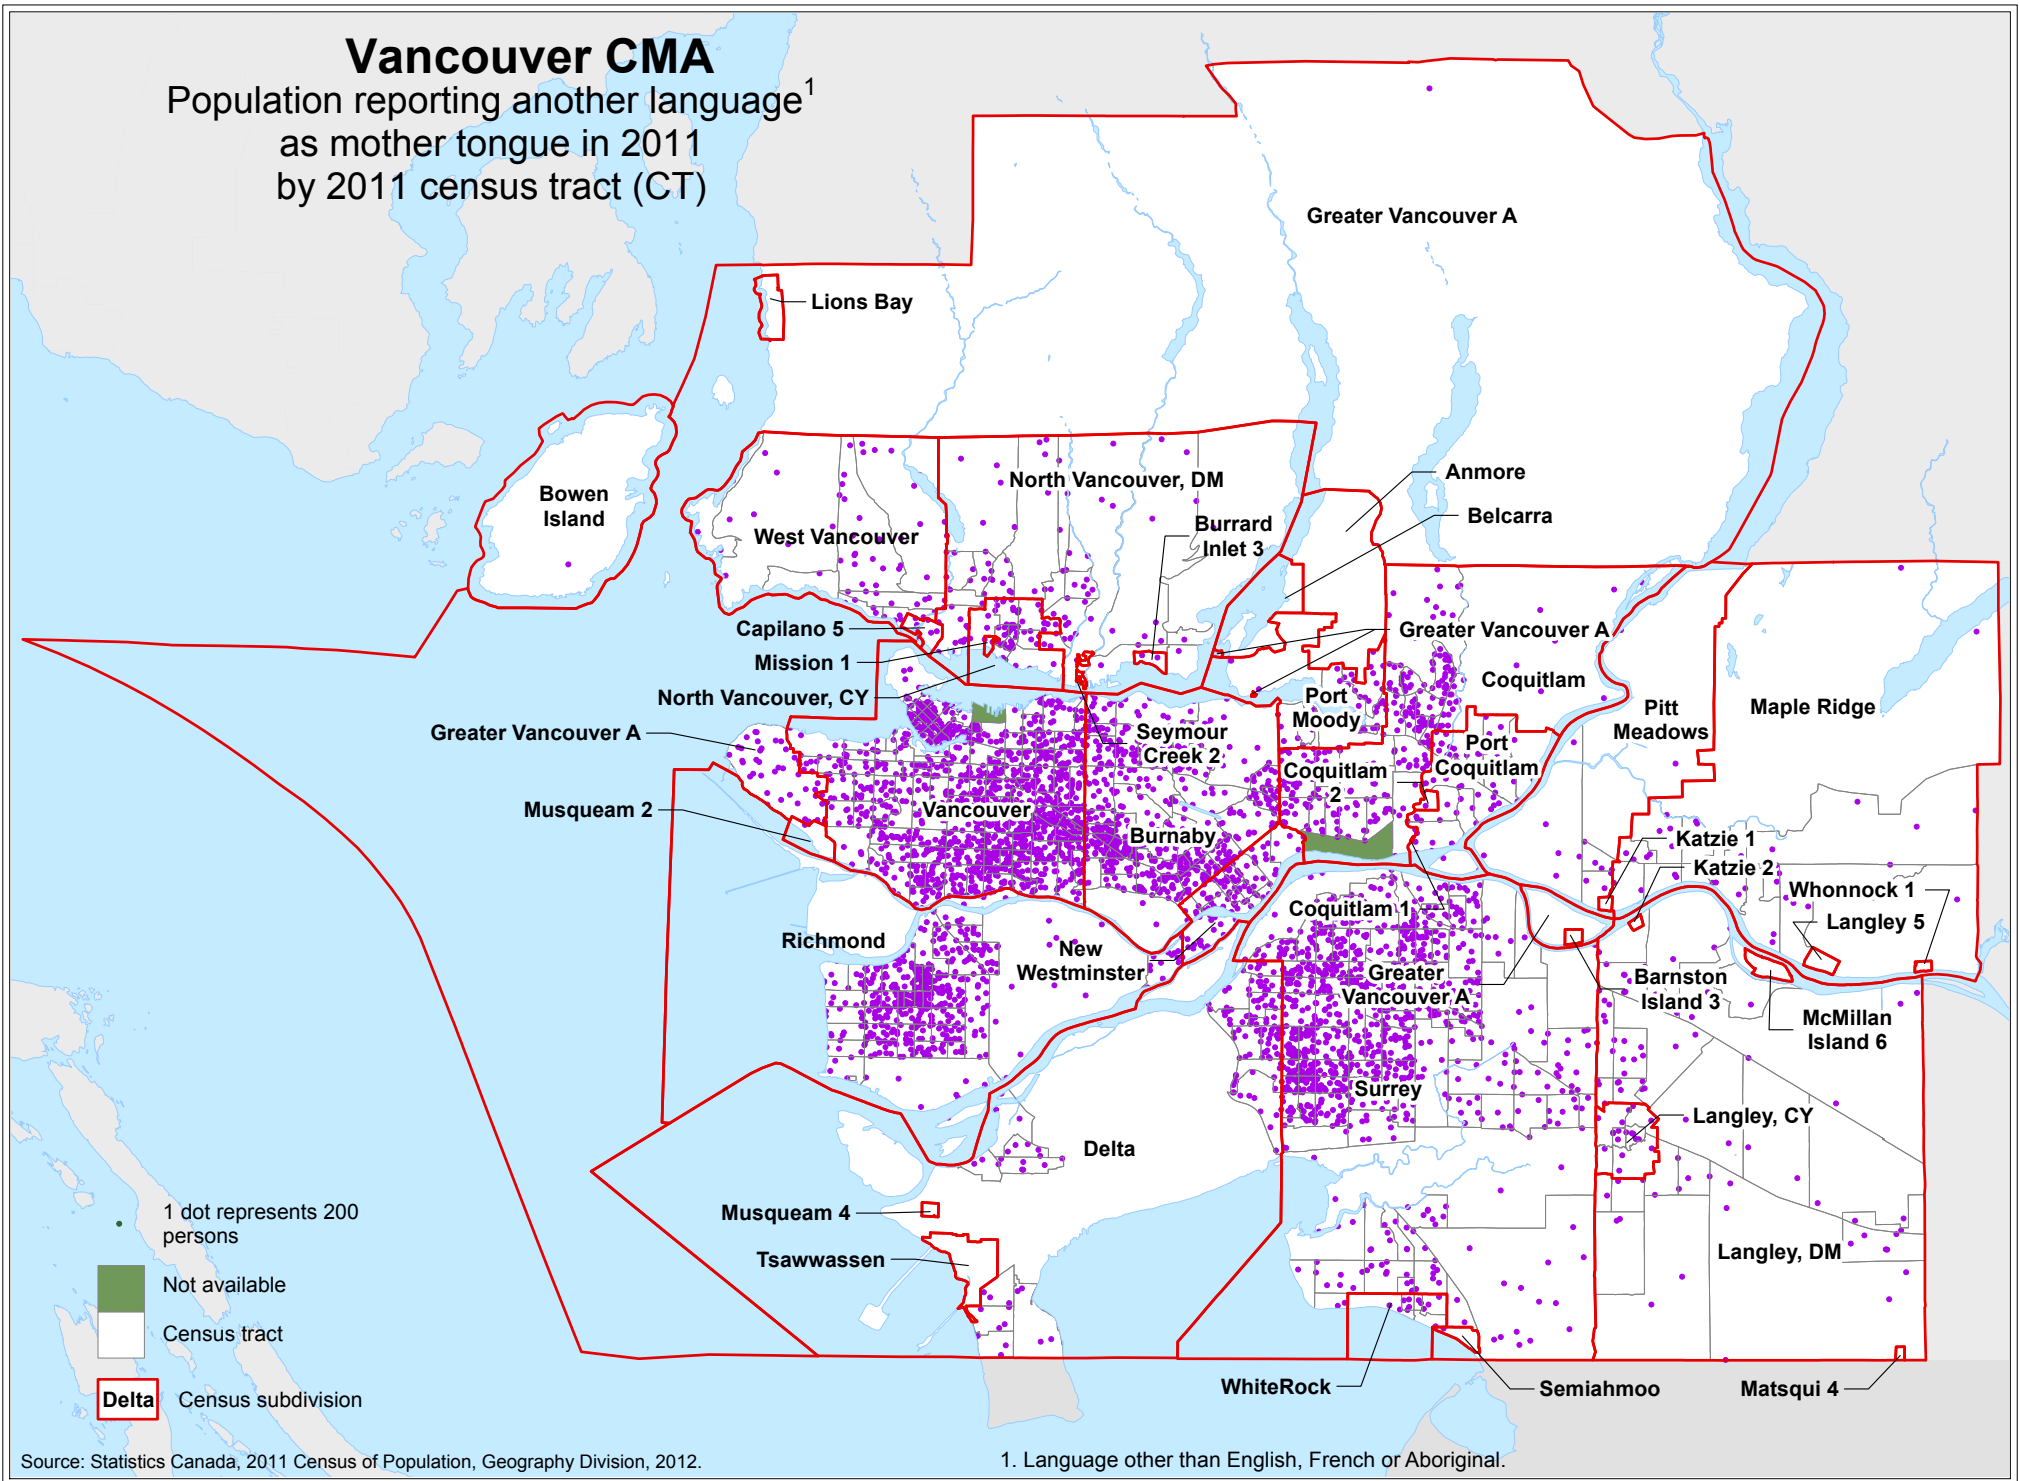 Vancouver CMA
Population reporting another language1
as mother tongue in 2011
by 2011 census tract (CT)
Greater Vancouver A
Lions Bay
Bowen
Island
North Vancouver, DM
Anmore
Belcarra
Burrard
Inlet 3
West Vancouver
Capilano 5
Mission 1
North Vancouver, CY
Greater Vancouver A
Coquitlam
Port
Moody
Pitt
Meadows
Maple Ridge
Greater Vancouver A
Seymour
Creek 2
Port
Coquitlam
Coquitlam
2
Musqueam 2
Vancouver
Burnaby
Katzie 1
Katzie 2
Whonnock 1
Langley 5
Coquitlam 1
Richmond
New
Westminster
Greater
Vancouver A
Barnston
Island 3
McMillan
Island 6
Surrey
Langley, CY
Delta
Musqueam 4
Tsawwassen
Langley, DM
WhiteRock
Semiahmoo
Matsqui 4
1 dot represents 200
persons
Not available
Census tract
Delta Census subdivision
Source: Statistics Canada, 2011 Census of Population, Geography Division, 2012.
1. Language other than English, French or Aboriginal.